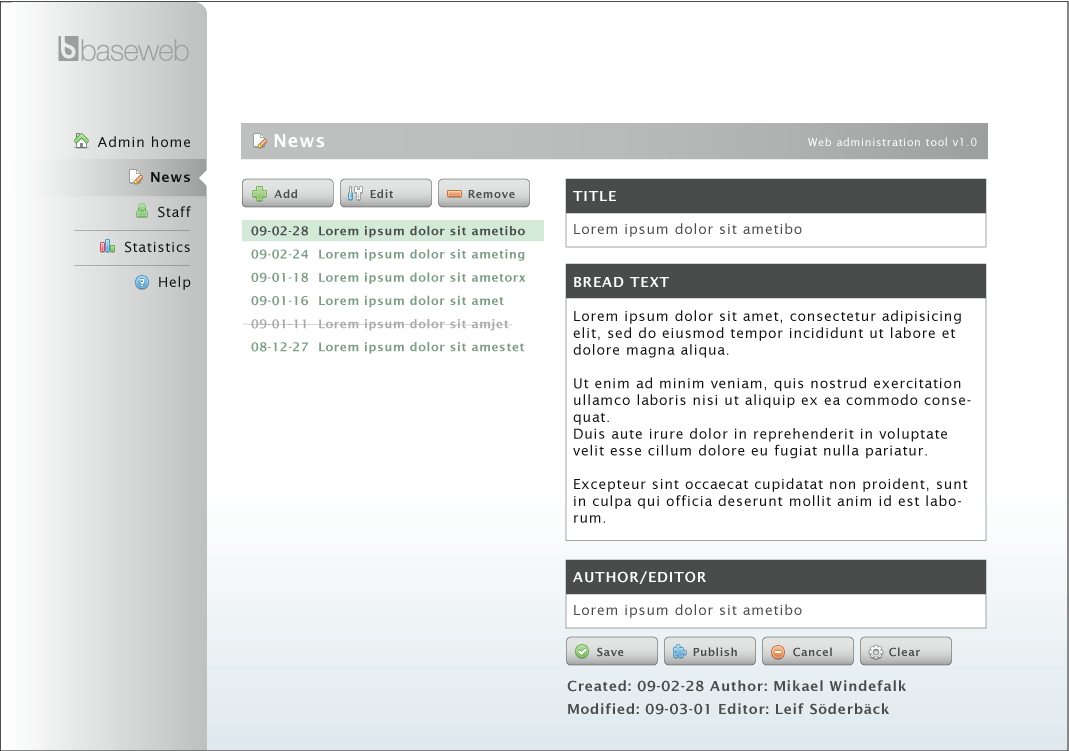 baseweb
Admin home
News
Staff
Statistics
Help
News
Web administration tool v1.0
Add
Edit
Remove
09-02-28 Lorem ipsum dolor sit ametibo
09-02-24 Lorem ipsum dolor sit ameting
09-01-18 Lorem ipsum dolor sit ametorx
09-01-16 Lorem ipsum dolor sit amet
09-01-11 Lorem ipsum dolor sit amjet
08-12-27 Lorem ipsum dolor sit amestet
TITLE
Lorem ipsum dolor sit ametibo
BREAD TEXT
Lorem ipsum dolor sit amet, consectetur adipisicing
elit, sed do eiusmod tempor incididunt ut labore et
dolore magna aliqua.
Ut enim ad minim veniam, quis nostrud exercitation
ullamco laboris nisi ut aliquip ex ea commodo conse-
quat.
Duis aute irure dolor in reprehenderit in voluptate
velit esse cillum dolore eu fugiat nulla pariatur.
Excepteur sint occaecat cupidatat non proident, sunt
in culpa qui officia deserunt mollit anim id est labo-
rum.
AUTHOR/EDITOR
Lorem ipsum dolor sit ametibo
Save
Publish
Cancel
Clear
Created: 09-02-28 Author: Mikael Windefalk
Modified: 09-03-01 Editor: Leif Söderbäck